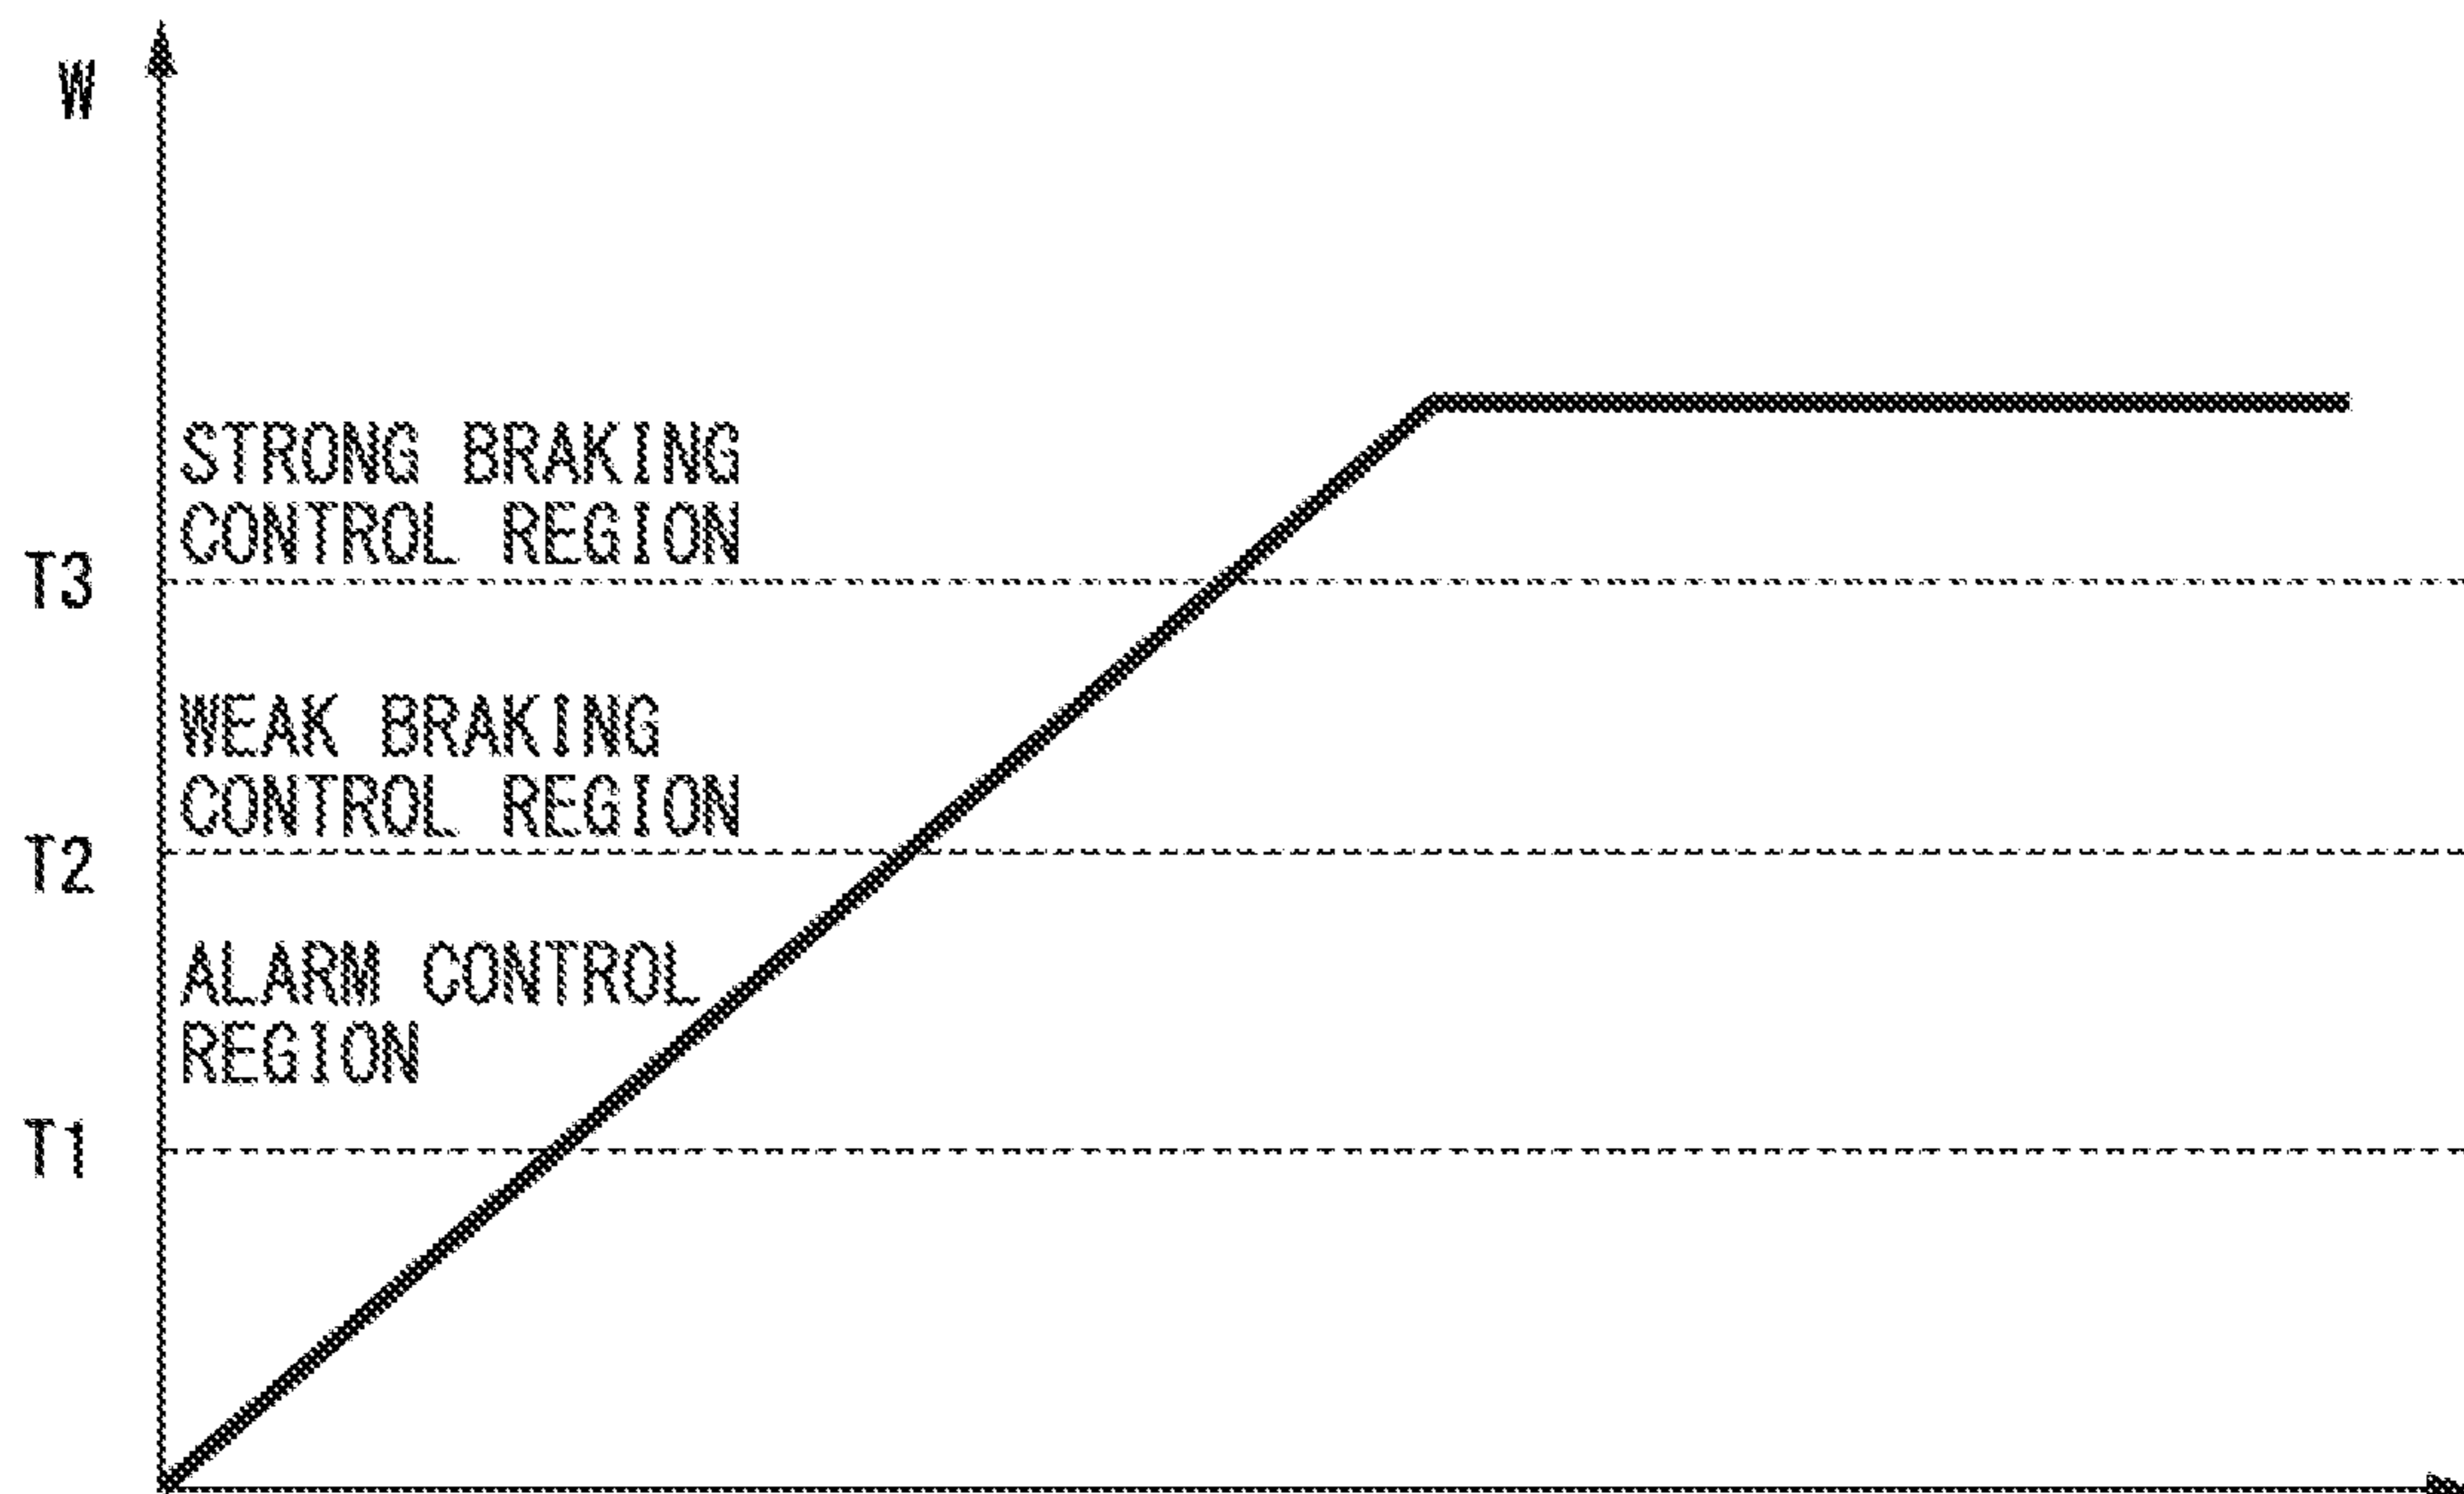 W
STRONG BRAKING
CONTROL REGION
T3
WEAK BRAKING
CONTROL REGION
T2
ALARM CONTROL
REGION
T1